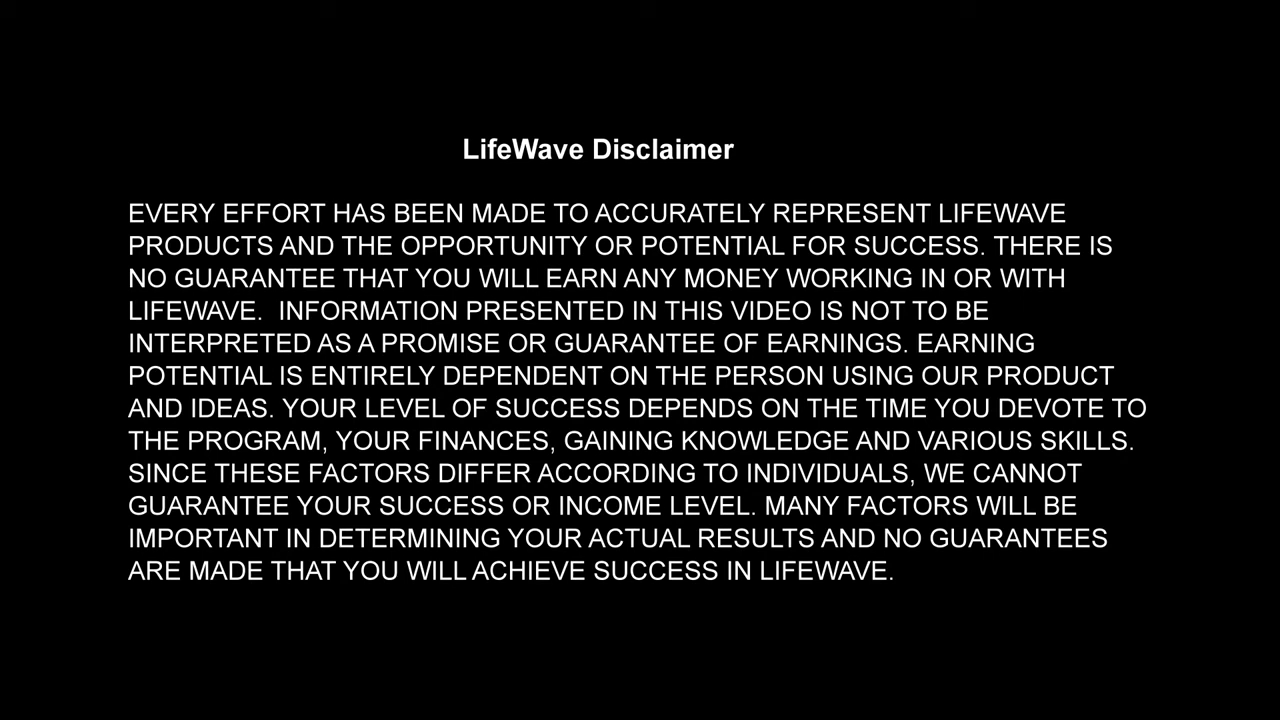 LifeWave Disclaimer
EVERY EFFORT HAS BEEN MADE TO ACCURATELY REPRESENT LIFEWAVE
PRODUCTS AND THE OPPORTUNITY OR POTENTIAL FOR SUCCESS. THERE IS
NO GUARANTEE THAT YOU WILL EARN ANY MONEY WORKING IN OR WITH
LIFEWAVE.  INFORMATION PRESENTED IN THIS VIDEO IS NOT TO BE
INTERPRETED AS A PROMISE OR GUARANTEE OF EARNINGS. EARNING
POTENTIAL IS ENTIRELY DEPENDENT ON THE PERSON USING OUR PRODUCT
AND IDEAS. YOUR LEVEL OF SUCCESS DEPENDS ON THE TIME YOU DEVOTE TO
THE PROGRAM, YOUR FINANCES, GAINING KNOWLEDGE AND VARIOUS SKILLS.
SINCE THESE FACTORS DIFFER ACCORDING TO INDIVIDUALS, WE CANNOT
GUARANTEE YOUR SUCCESS OR INCOME LEVEL. MANY FACTORS WILL BE
IMPORTANT IN DETERMINING YOUR ACTUAL RESULTS AND NO GUARANTEES
ARE MADE THAT YOU WILL ACHIEVE SUCCESS IN LIFEWAVE.